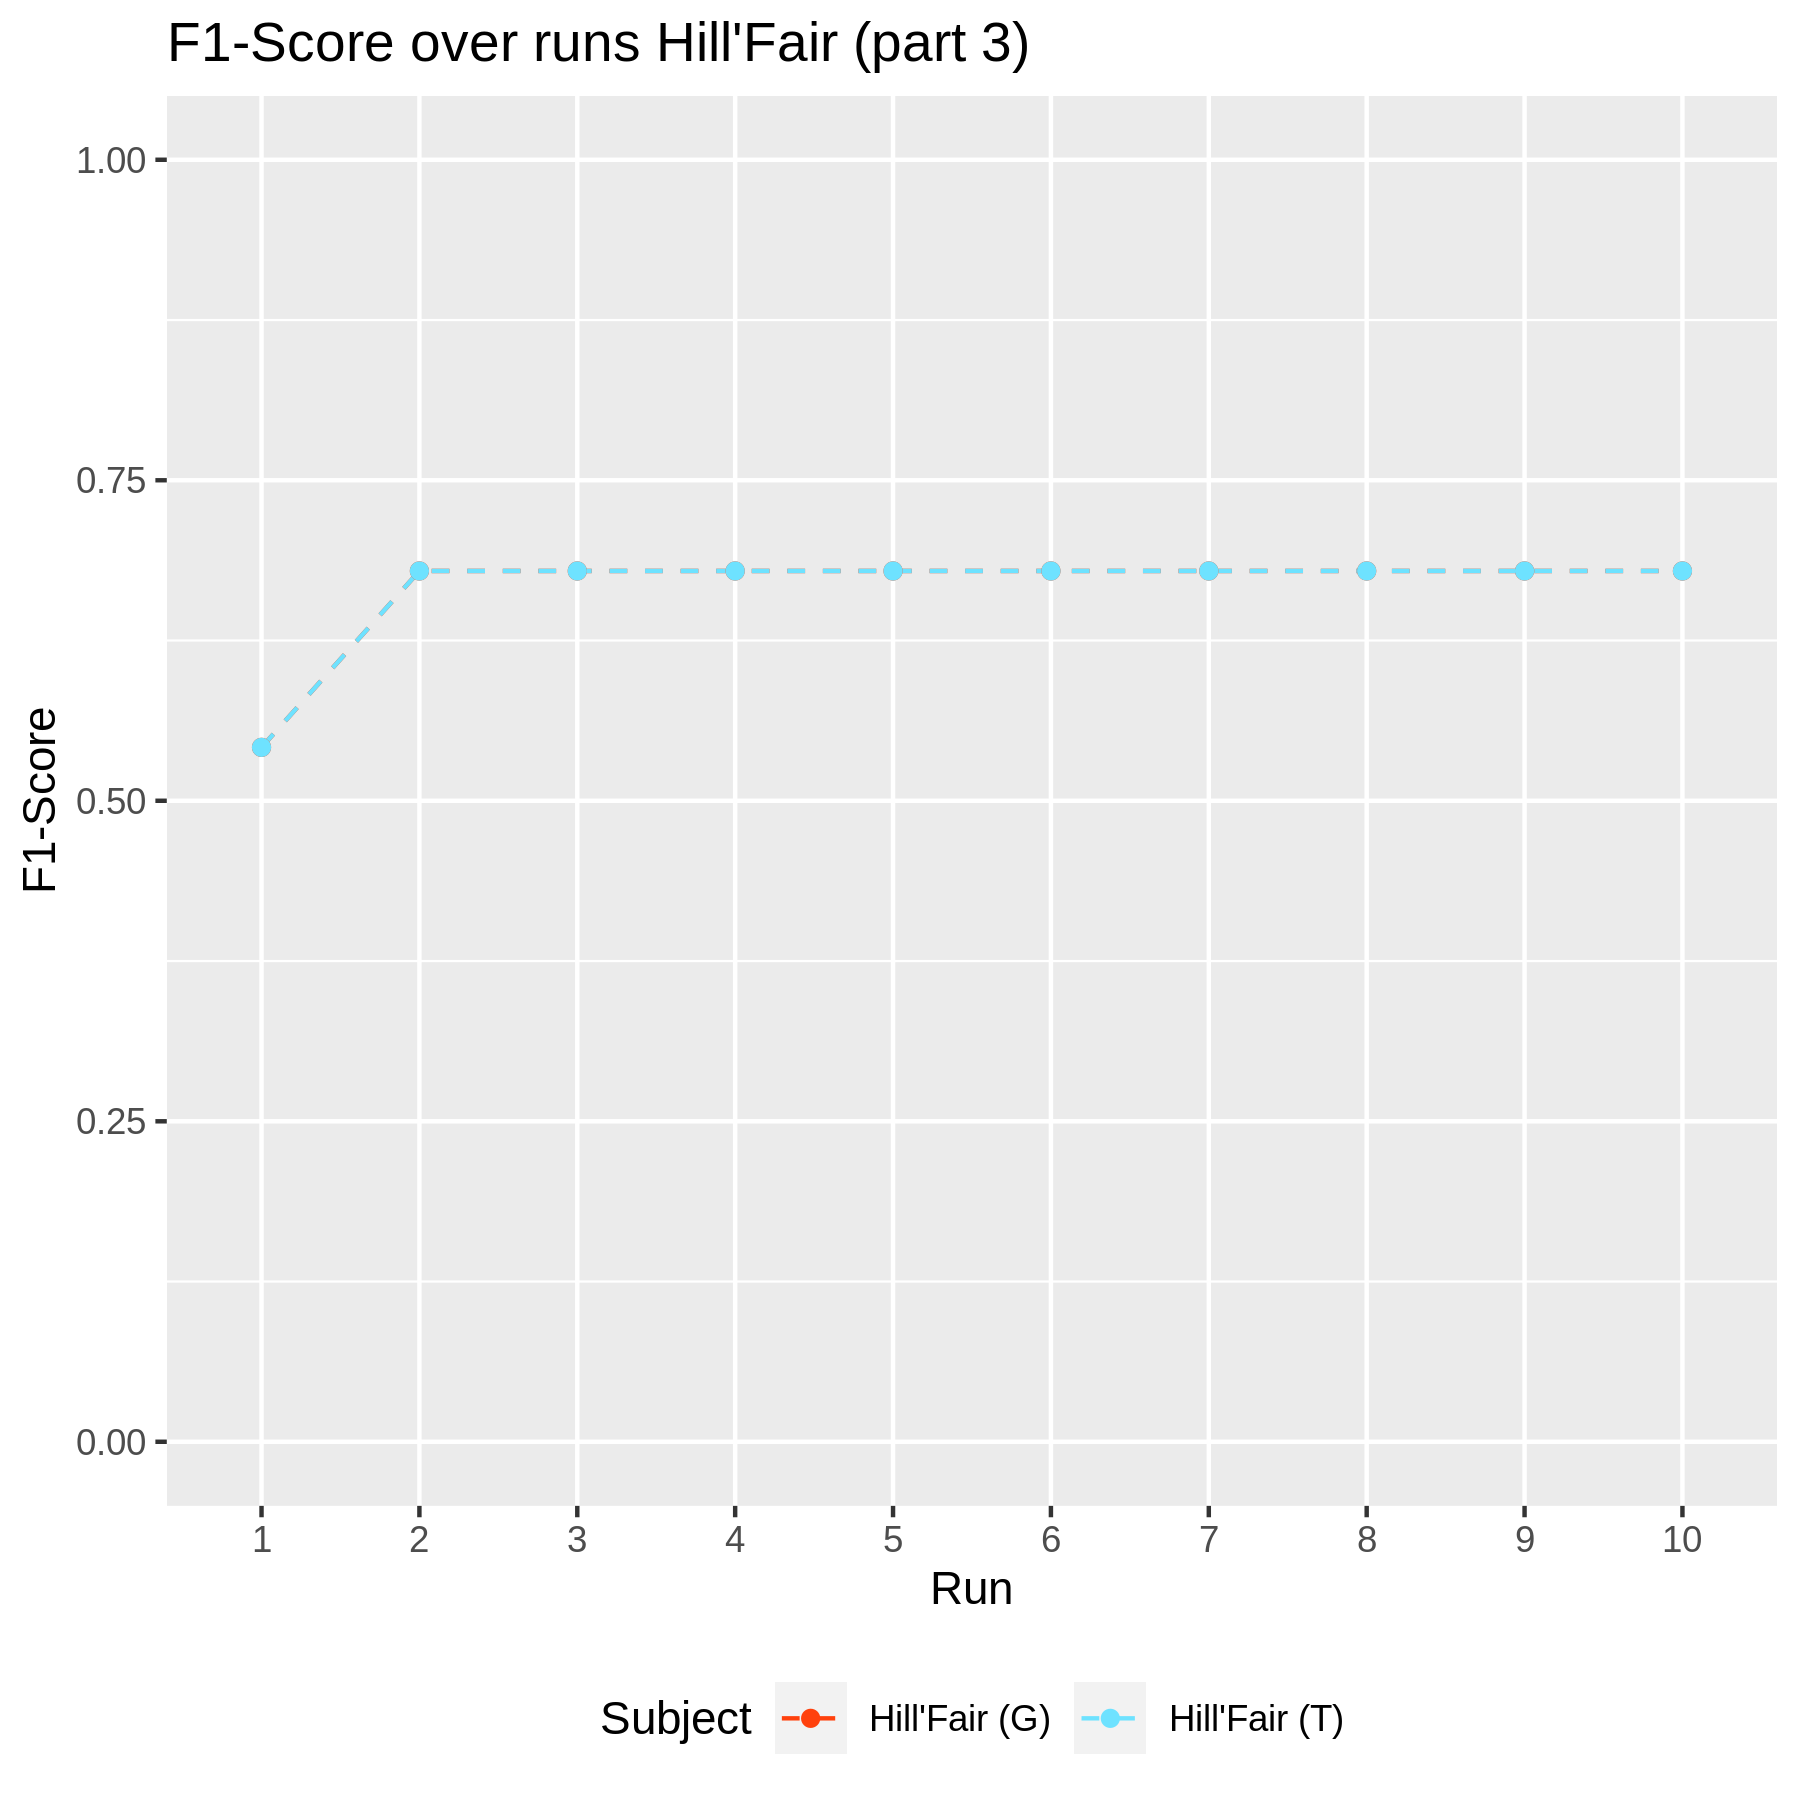 F1-Score over runs Hill'Fair (part 3)
F1-Score
1.00
0.75
0.50
0.25
0.00
1 2 3 4 5 6 7 8 9 10
Run
Subject Hill'Fair (G) Hill'Fair (T)